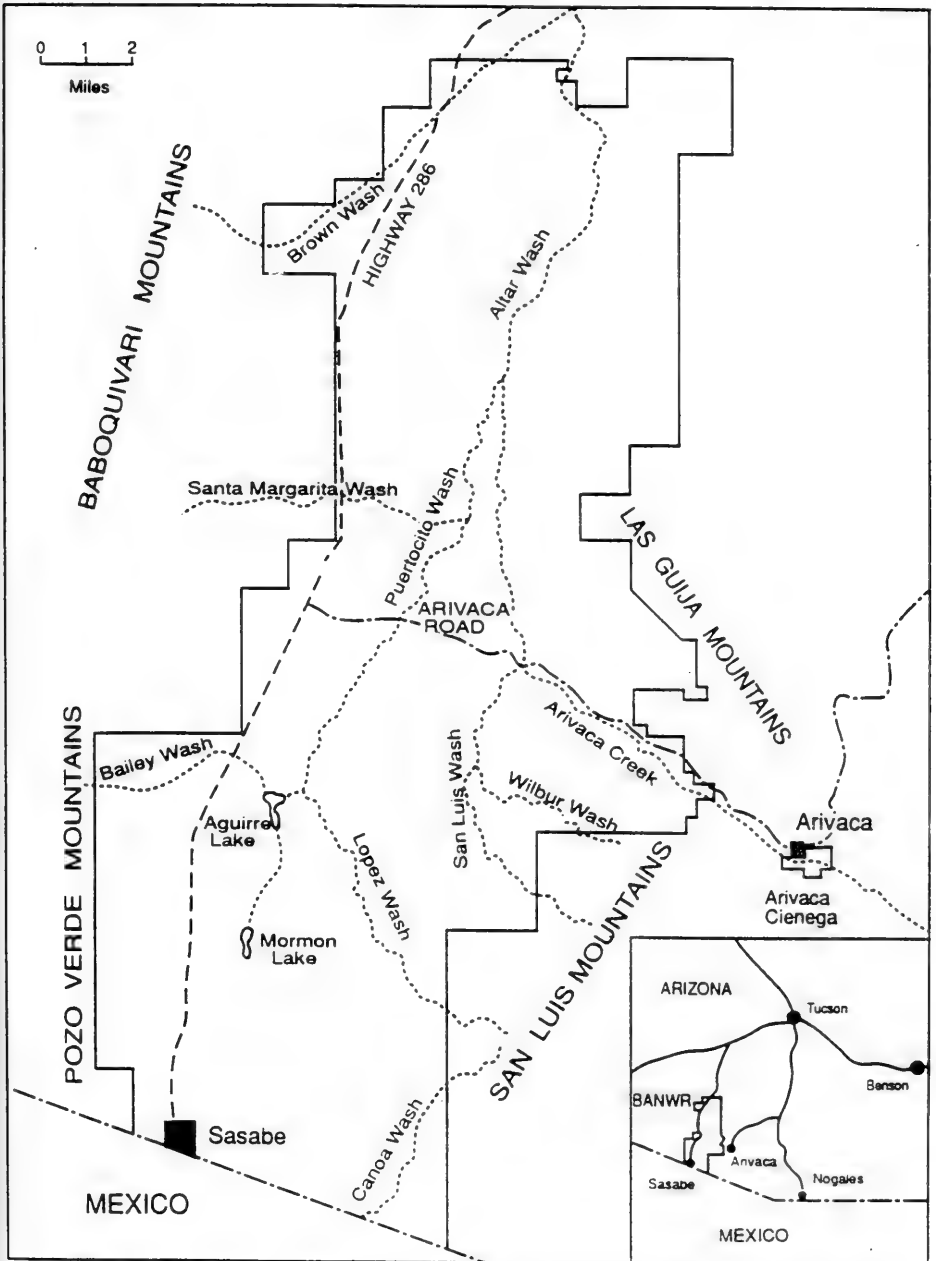 0 1 2
Miles
BABOQUIVARI MOUNTAINS
Brown Wash
HIGHWAY 286
Altar Wash
Santa Margarita Wash
Puertocito Wash
LAS GUIJA MOUNTAINS
ARIVACA
ROAD
POZO VERDE MOUNTAINS
Bailey Wash
Arivaca Creek
San Luis Wash
Wilbur Wash
Aguirre
Lake
Lopez Wash
Arivaca
Arivaca
Cienega
Mormon
Lake
SAN LUIS MOUNTAINS
Canoa Wash
Sasabe
MEXICO
ARIZONA
Tucson
Benson
BANWR
Arivaca
Sasabe
Nogales
MEXICO